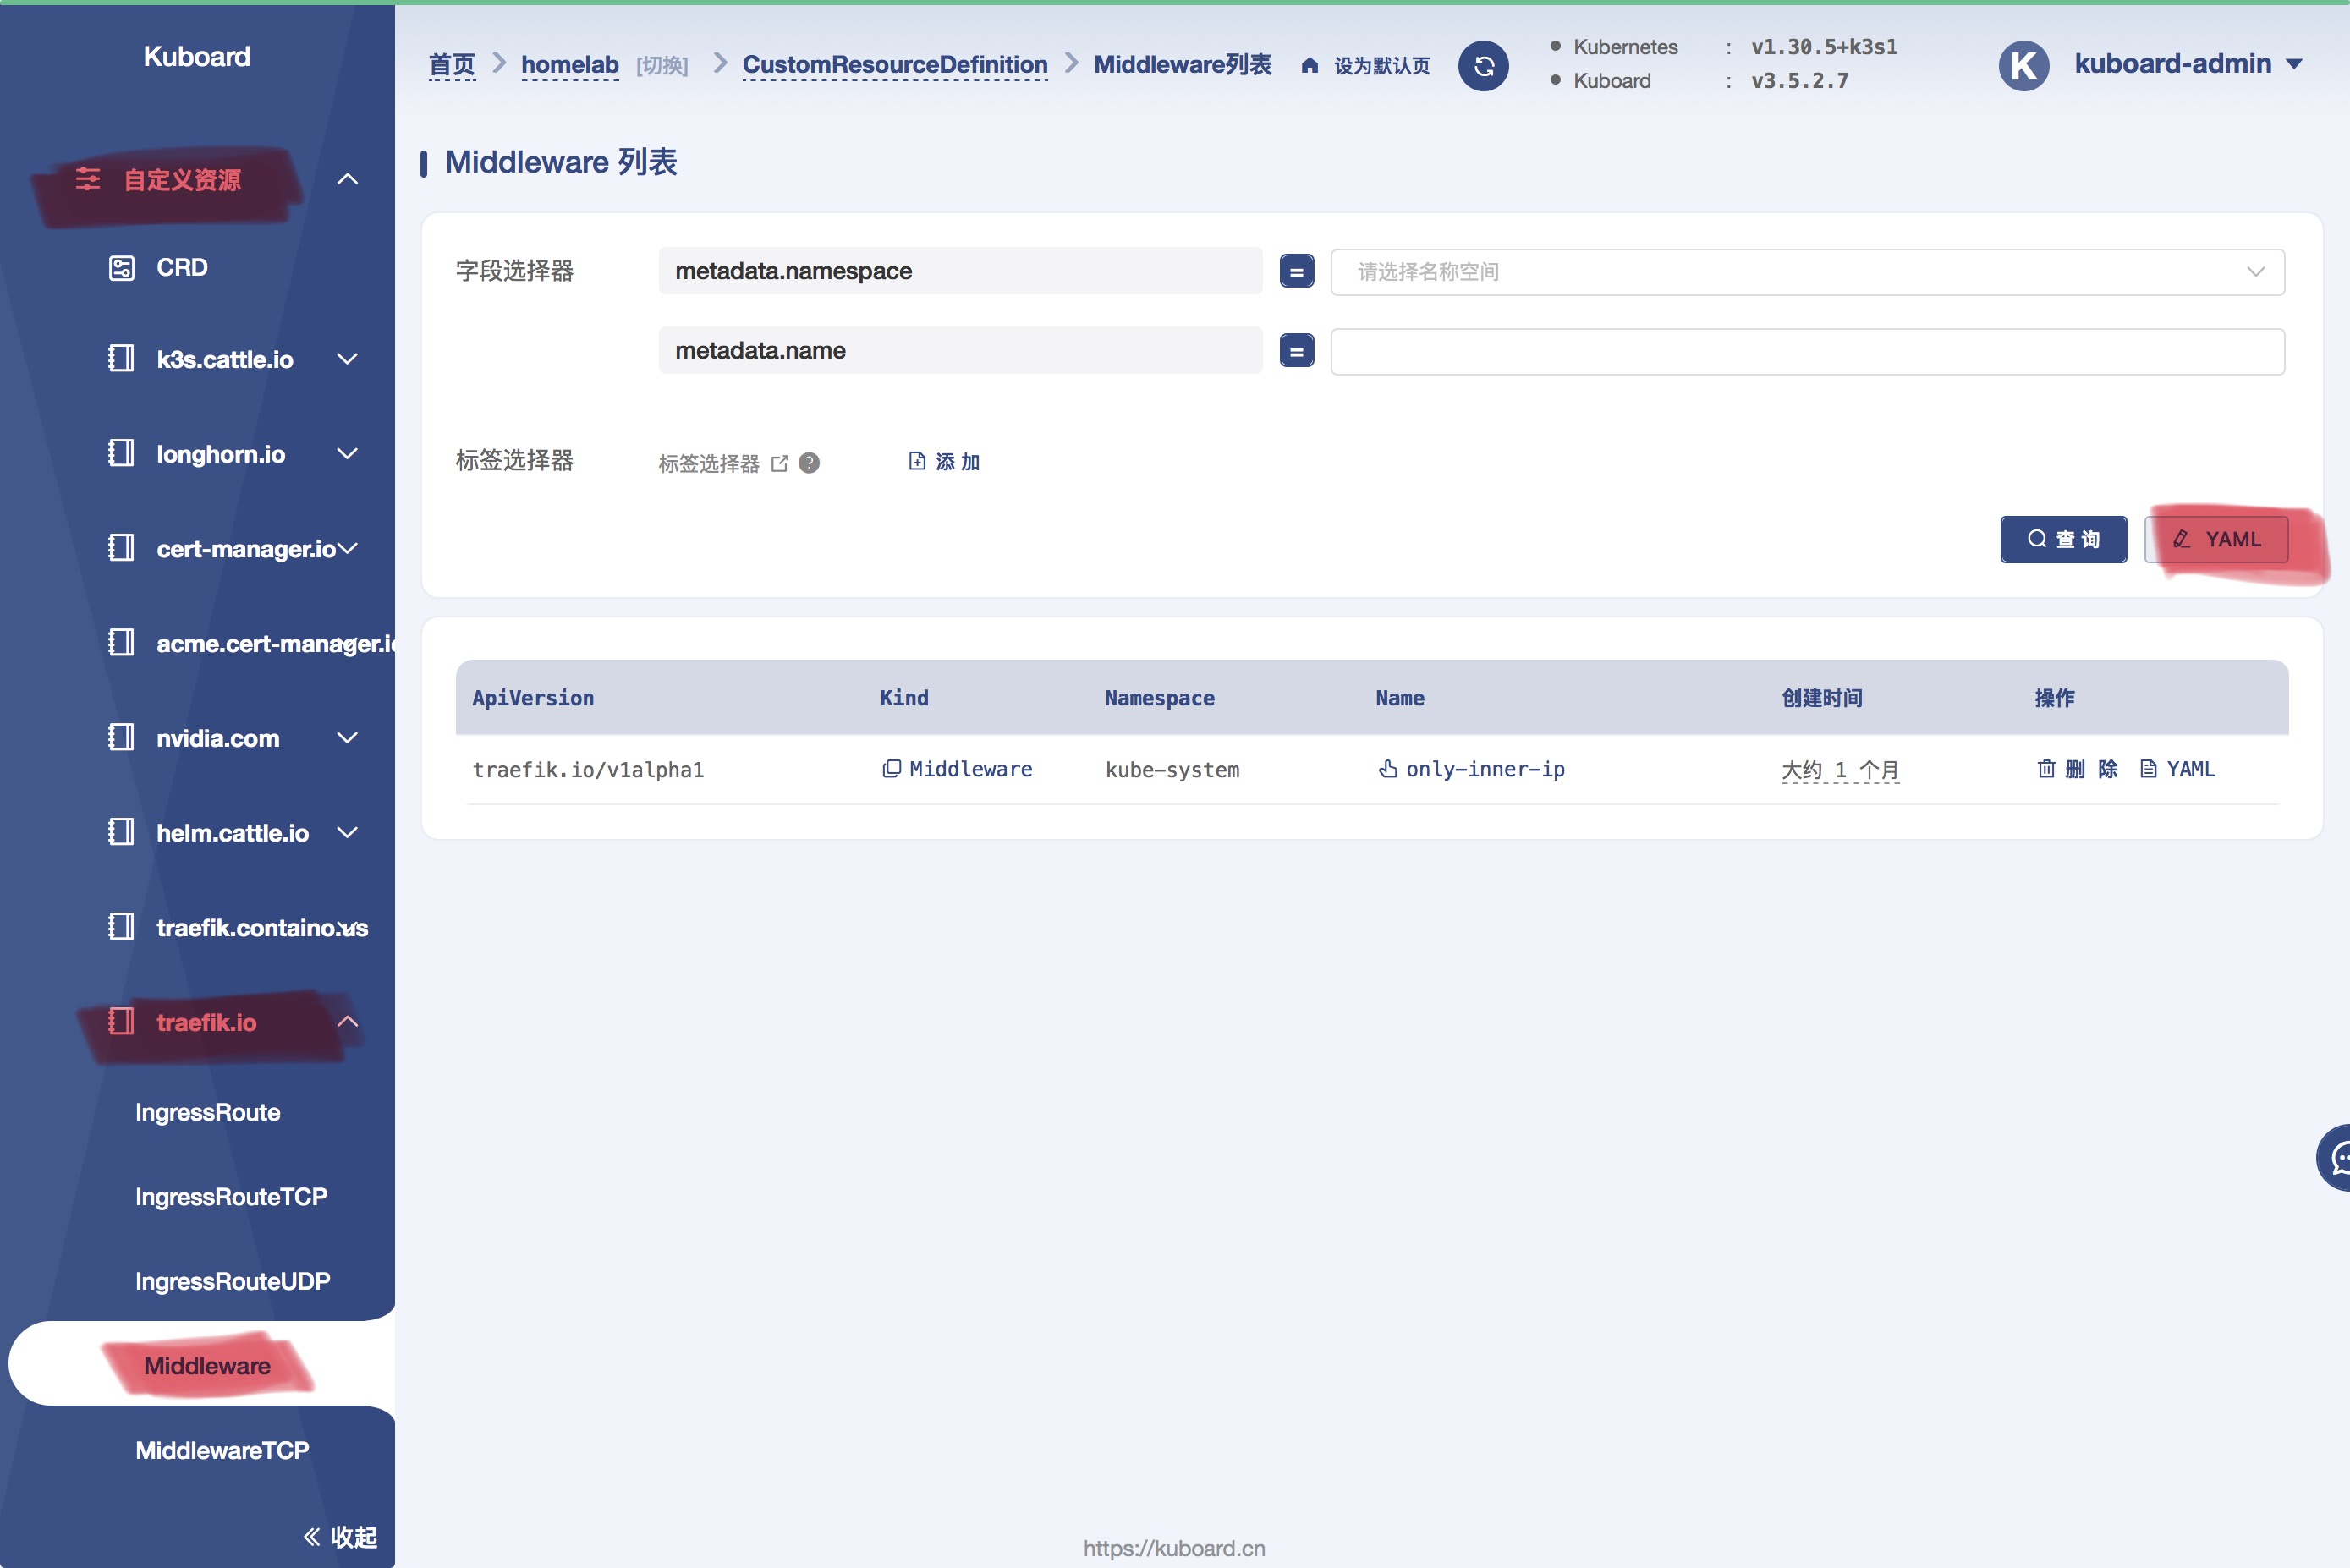 Kuboard
自定义资源
CRD
k3s.cattle.io
longhorn.io
cert-manager.io
acme.cert-manager.io
nvidia.com
helm.cattle.io
traefik.containo.us
traefik.io
IngressRoute
IngressRouteTCP
IngressRouteUDP
Middleware
MiddlewareTCP
收起
首页 homelab [切换] CustomResourceDefinition Middleware列表 设为默认页
Kubernetes : v1.30.5+k3s1
Kuboard : v3.5.2.7
K kuboard-admin
Middleware 列表
字段选择器 metadata.namespace = 请选择名称空间
metadata.name =
标签选择器 标签选择器 ? 添 加
查 询 YAML
ApiVersion Kind Namespace Name 创建时间 操作
traefik.io/v1alpha1 Middleware kube-system only-inner-ip 大约 1 个月 删 除 YAML
https://kuboard.cn